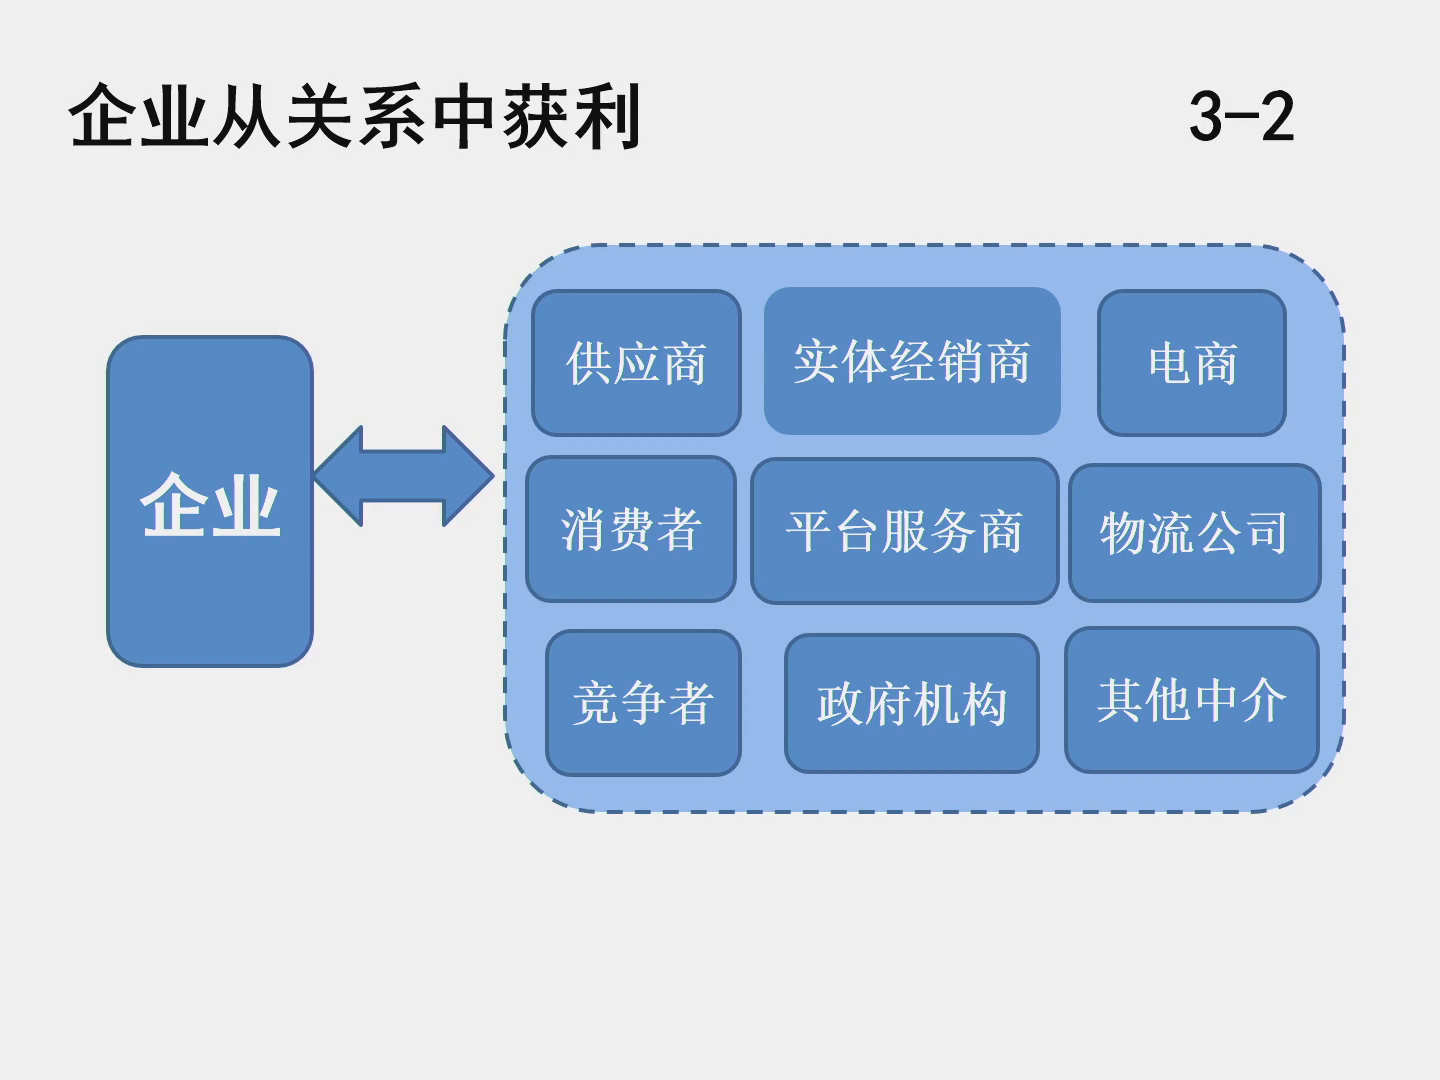 企业从关系中获利
3-2
企业
供应商
实体经销商
电商
消费者
平台服务商
物流公司
竞争者
政府机构
其他中介